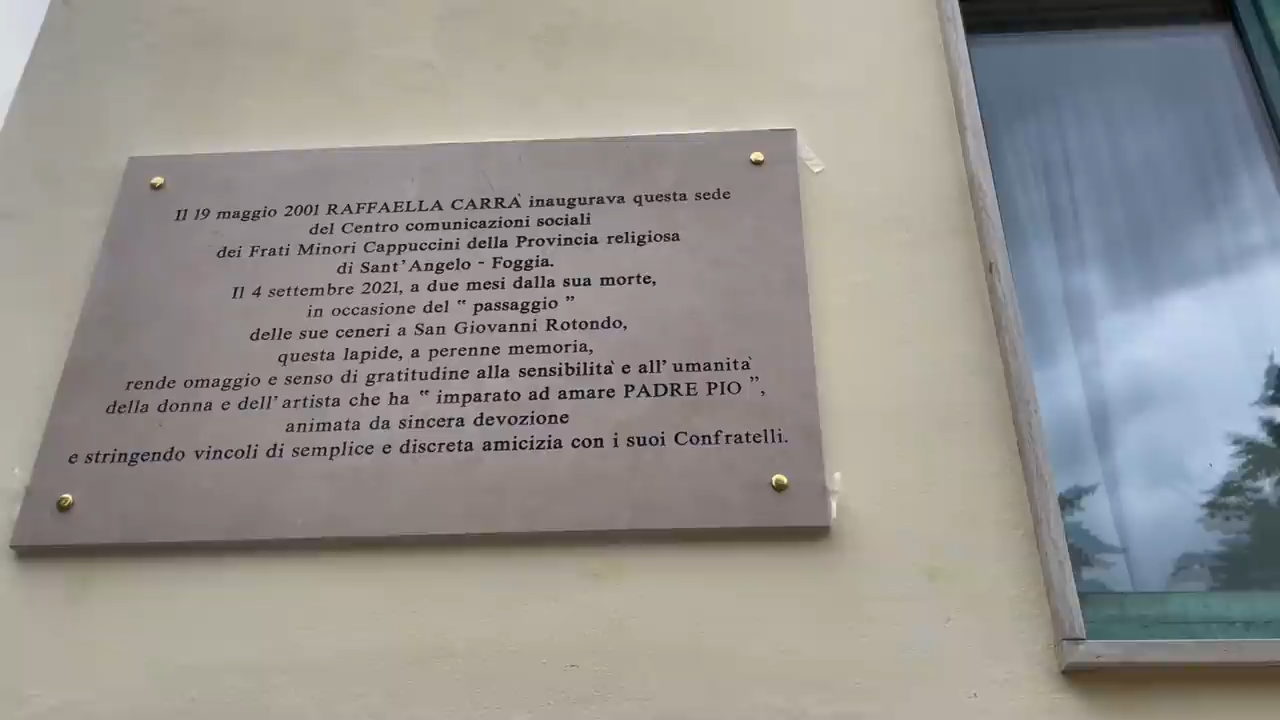 Il 19 maggio 2001 RAFFAELLA CARRÀ inaugurava questa sede
del Centro comunicazioni sociali
dei Frati Minori Cappuccini della Provincia religiosa
di Sant'Angelo - Foggia.
Il 4 settembre 2021, a due mesi dalla sua morte,
in occasione del “ passaggio ”
delle sue ceneri a San Giovanni Rotondo,
questa lapide, a perenne memoria,
rende omaggio e senso di gratitudine alla sensibilità e all' umanità
della donna e dell' artista che ha “ imparato ad amare PADRE PIO ”,
animata da sincera devozione
e stringendo vincoli di semplice e discreta amicizia con i suoi Confratelli.